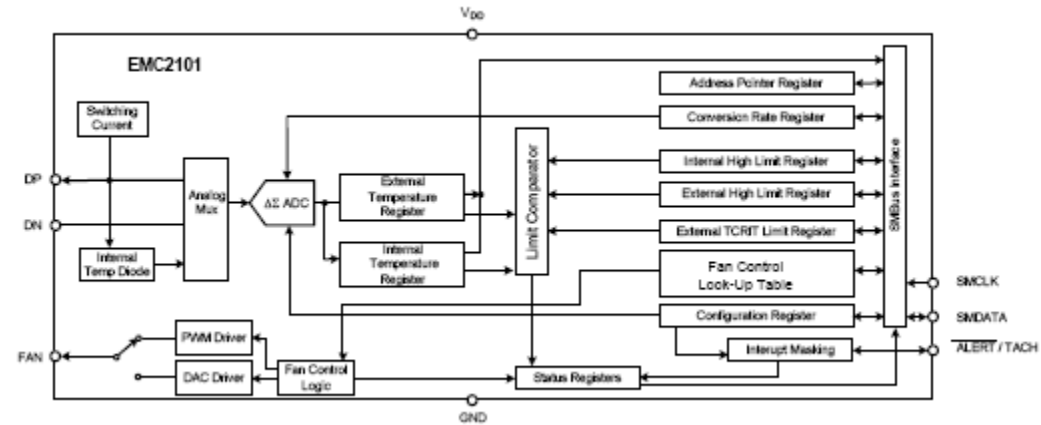 VDD
EMC2101
Switching
Current
Address Pointer Register
Conversion Rate Register
DP
DN
Analog
Mux
ΔΣ ADC
External
Temperature
Register
Internal
Temperature
Register
Limit Comparator
Internal High Limit Register
External High Limit Register
External TCRIT Limit Register
SMBus Interface
Internal
Temp Diode
Fan Control
Look-Up Table
SMCLK
Configuration Register
SMDATA
Interupt Masking
ALERT / TACH
FAN
PWM Driver
DAC Driver
Fan Control
Logic
Status Registers
GND